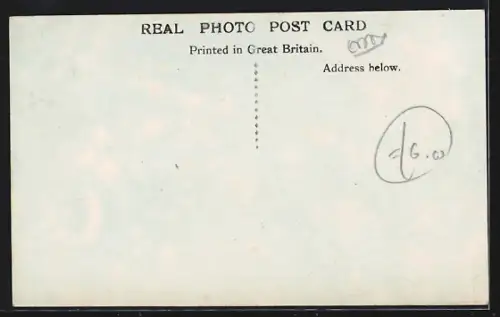 REAL PHOTO POST CARD
Printed in Great Britain.
Address below.